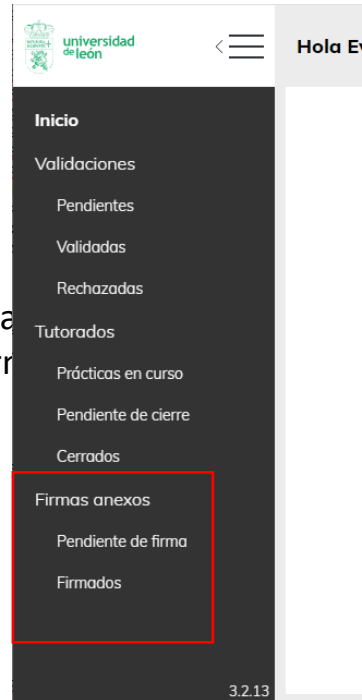 universidad
de león
Hola Ev
Inicio
Validaciones
Pendientes
Validadas
Rechazadas
Tutorados
Prácticas en curso
Pendiente de cierre
Cerrados
Firmas anexos
Pendiente de firma
Firmados
3.2.13